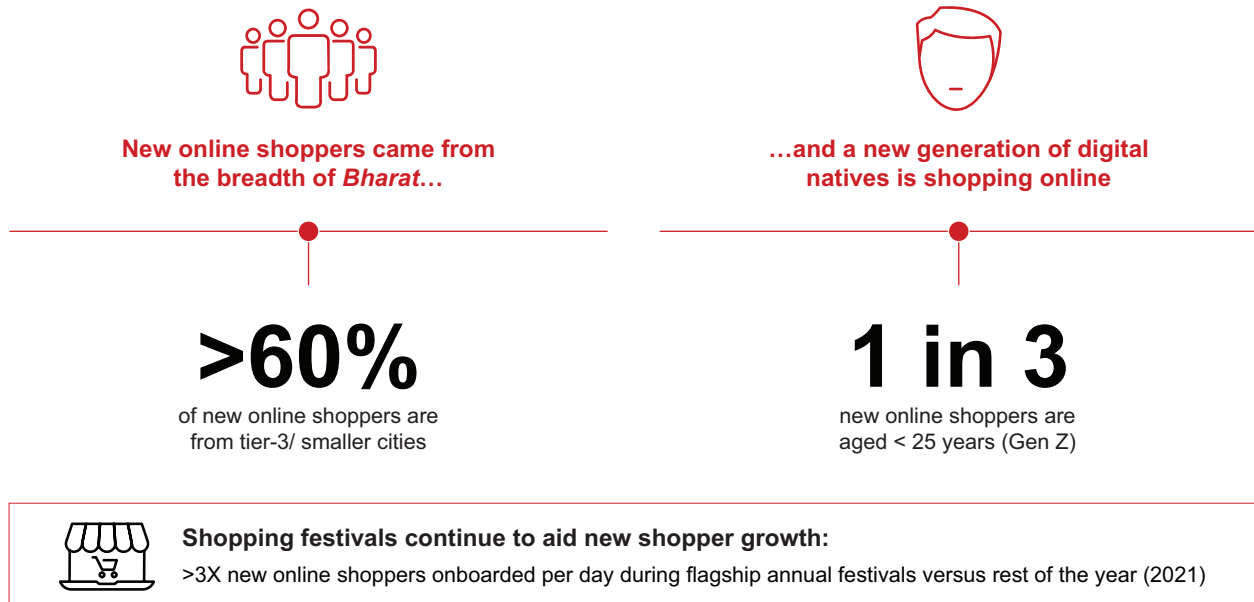 New online shoppers came from
the breadth of Bharat…
>60%
of new online shoppers are
from tier-3/ smaller cities
…and a new generation of digital
natives is shopping online
1 in 3
new online shoppers are
aged < 25 years (Gen Z)
Shopping festivals continue to aid new shopper growth:
>3X new online shoppers onboarded per day during flagship annual festivals versus rest of the year (2021)